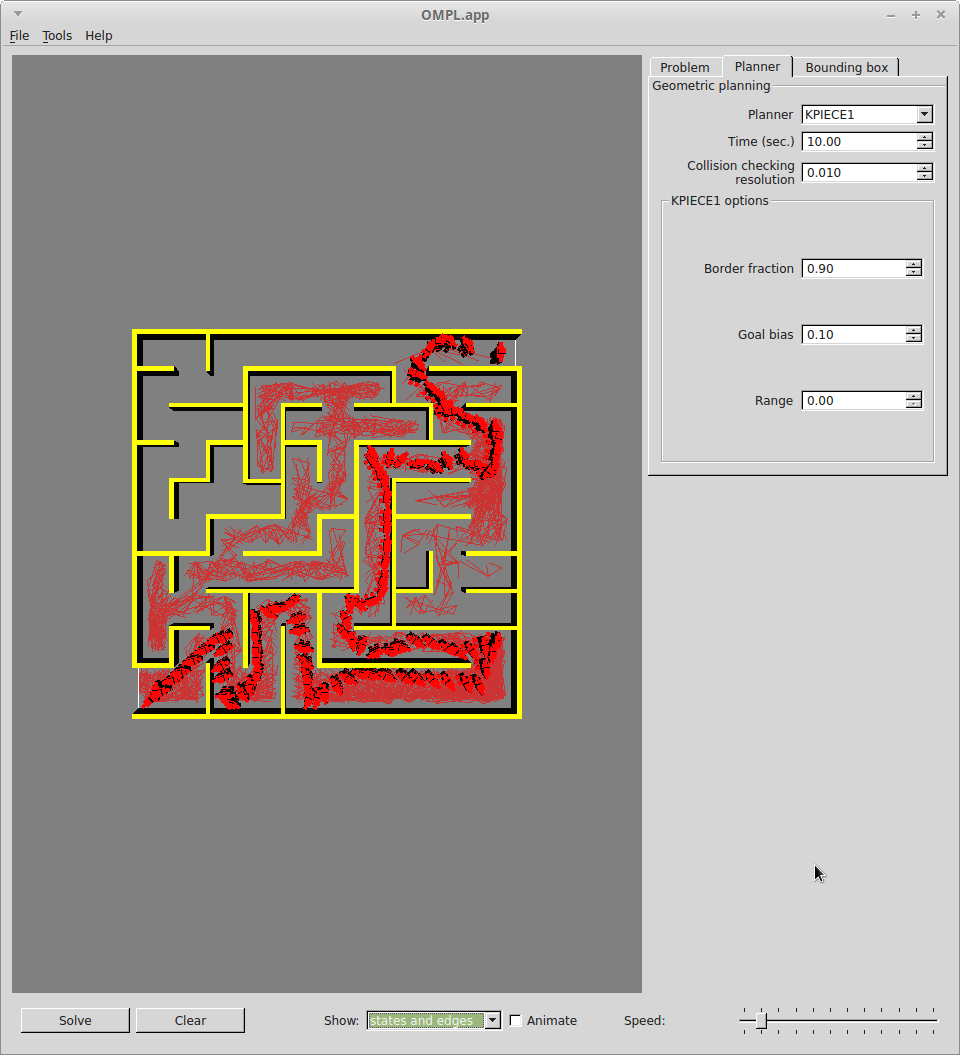 OMPL.app
File Tools Help
Problem Planner Bounding box
Geometric planning
Planner KPIECE1
Time (sec.) 10.00
Collision checking
resolution 0.010
KPIECE1 options
Border fraction 0.90
Goal bias 0.10
Range 0.00
Solve Clear Show: states and edges Animate Speed: